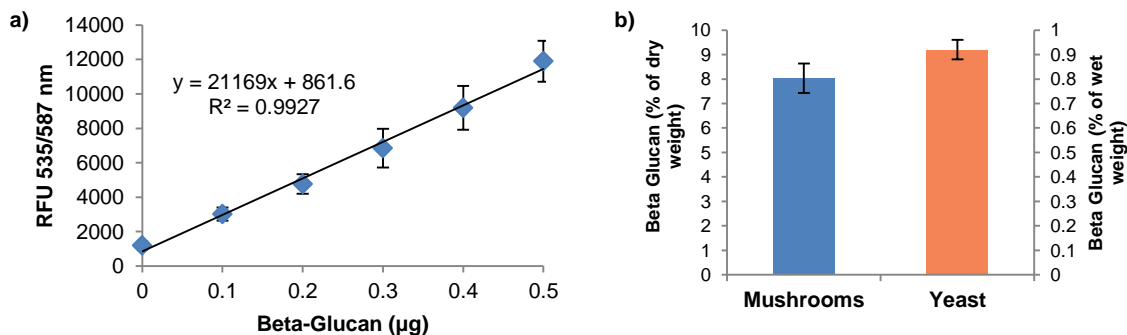 a)
RFU 535/587 nm
14000
12000
10000
8000
6000
4000
2000
0
y = 21169x + 861.6
R² = 0.9927
0 0.1 0.2 0.3 0.4 0.5
Beta-Glucan (µg)
b)
Beta Glucan (% of dry
weight)
10
9
8
7
6
5
4
3
2
1
0
Mushrooms Yeast
1
0.9
0.8
0.7
0.6
0.5
0.4
0.3
0.2
0.1
0
Beta Glucan (% of wet
weight)